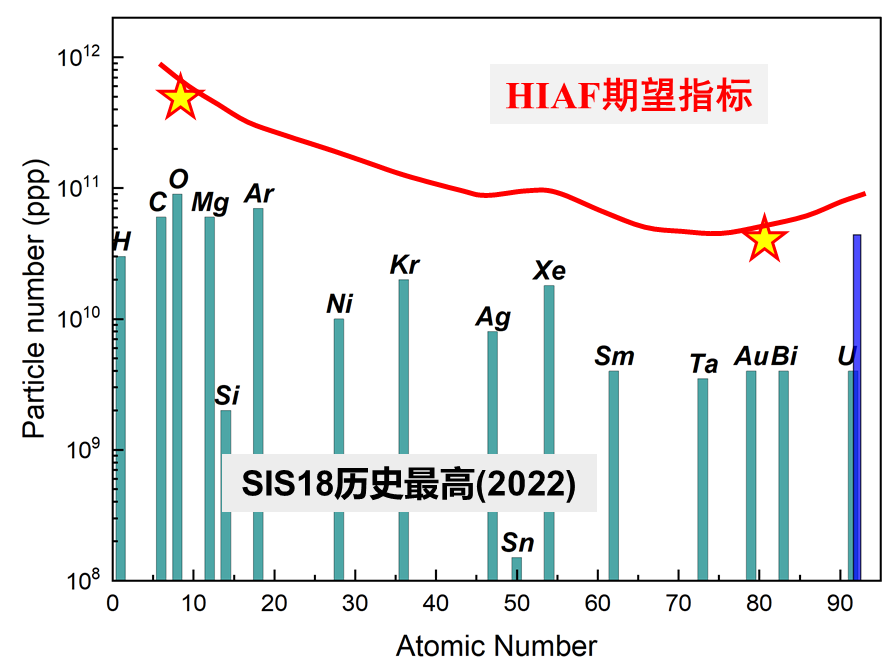 10¹²
10¹¹
10¹⁰
10⁹
10⁸
Particle number (ppp)
HIAF期望指标
H
C
O
Mg
Si
Ar
Ni
Kr
Ag
Sn
Xe
Sm
Ta
Au
Bi
U
SIS18历史最高(2022)
0 10 20 30 40 50 60 70 80 90
Atomic Number